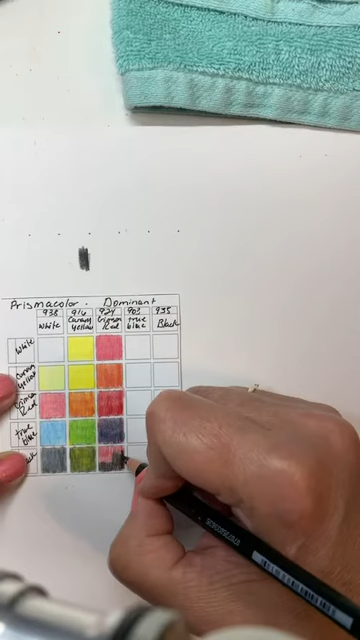 Prismacolor. Dominant
938 916 924 903 935
White Canary Yellow Crimson Red true blue Black
White
Canary Yellow
Crimson Red
true blue